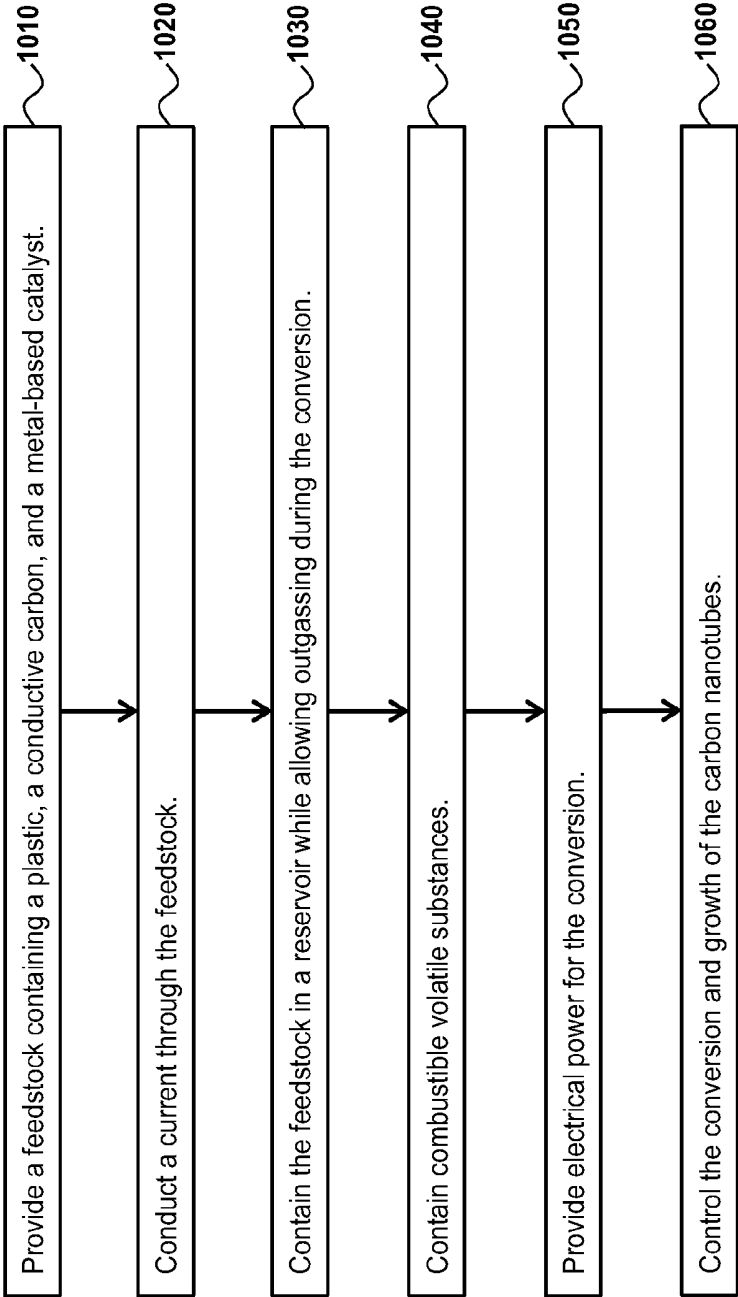 Provide a feedstock containing a plastic, a conductive carbon, and a metal-based catalyst.
1010
Conduct a current through the feedstock.
1020
Contain the feedstock in a reservoir while allowing outgassing during the conversion.
1030
Contain combustible volatile substances.
1040
Provide electrical power for the conversion.
1050
Control the conversion and growth of the carbon nanotubes.
1060